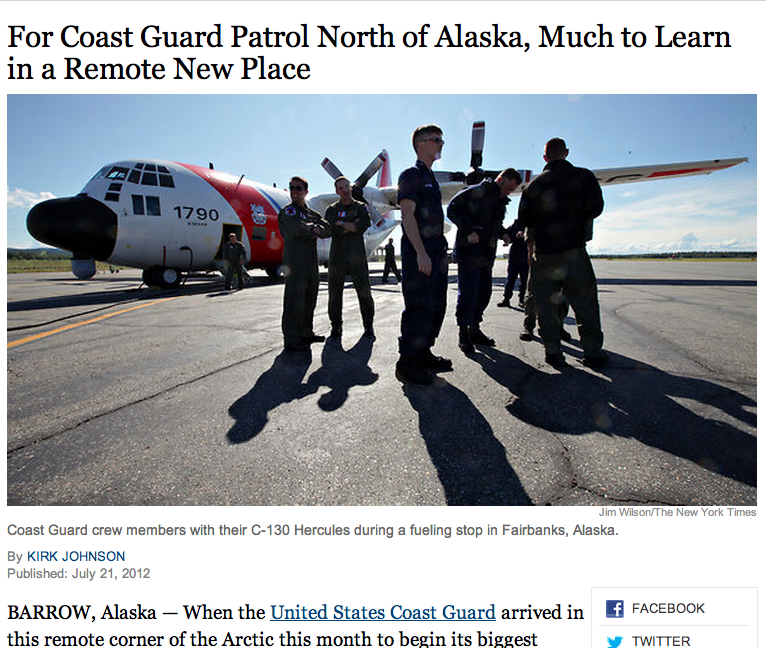 For Coast Guard Patrol North of Alaska, Much to Learn
in a Remote New Place
1790
KODIAK
Jim Wilson/The New York Times
Coast Guard crew members with their C-130 Hercules during a fueling stop in Fairbanks, Alaska.
By KIRK JOHNSON
Published: July 21, 2012
BARROW, Alaska — When the United States Coast Guard arrived in
this remote corner of the Arctic this month to begin its biggest
FACEBOOK
TWITTER